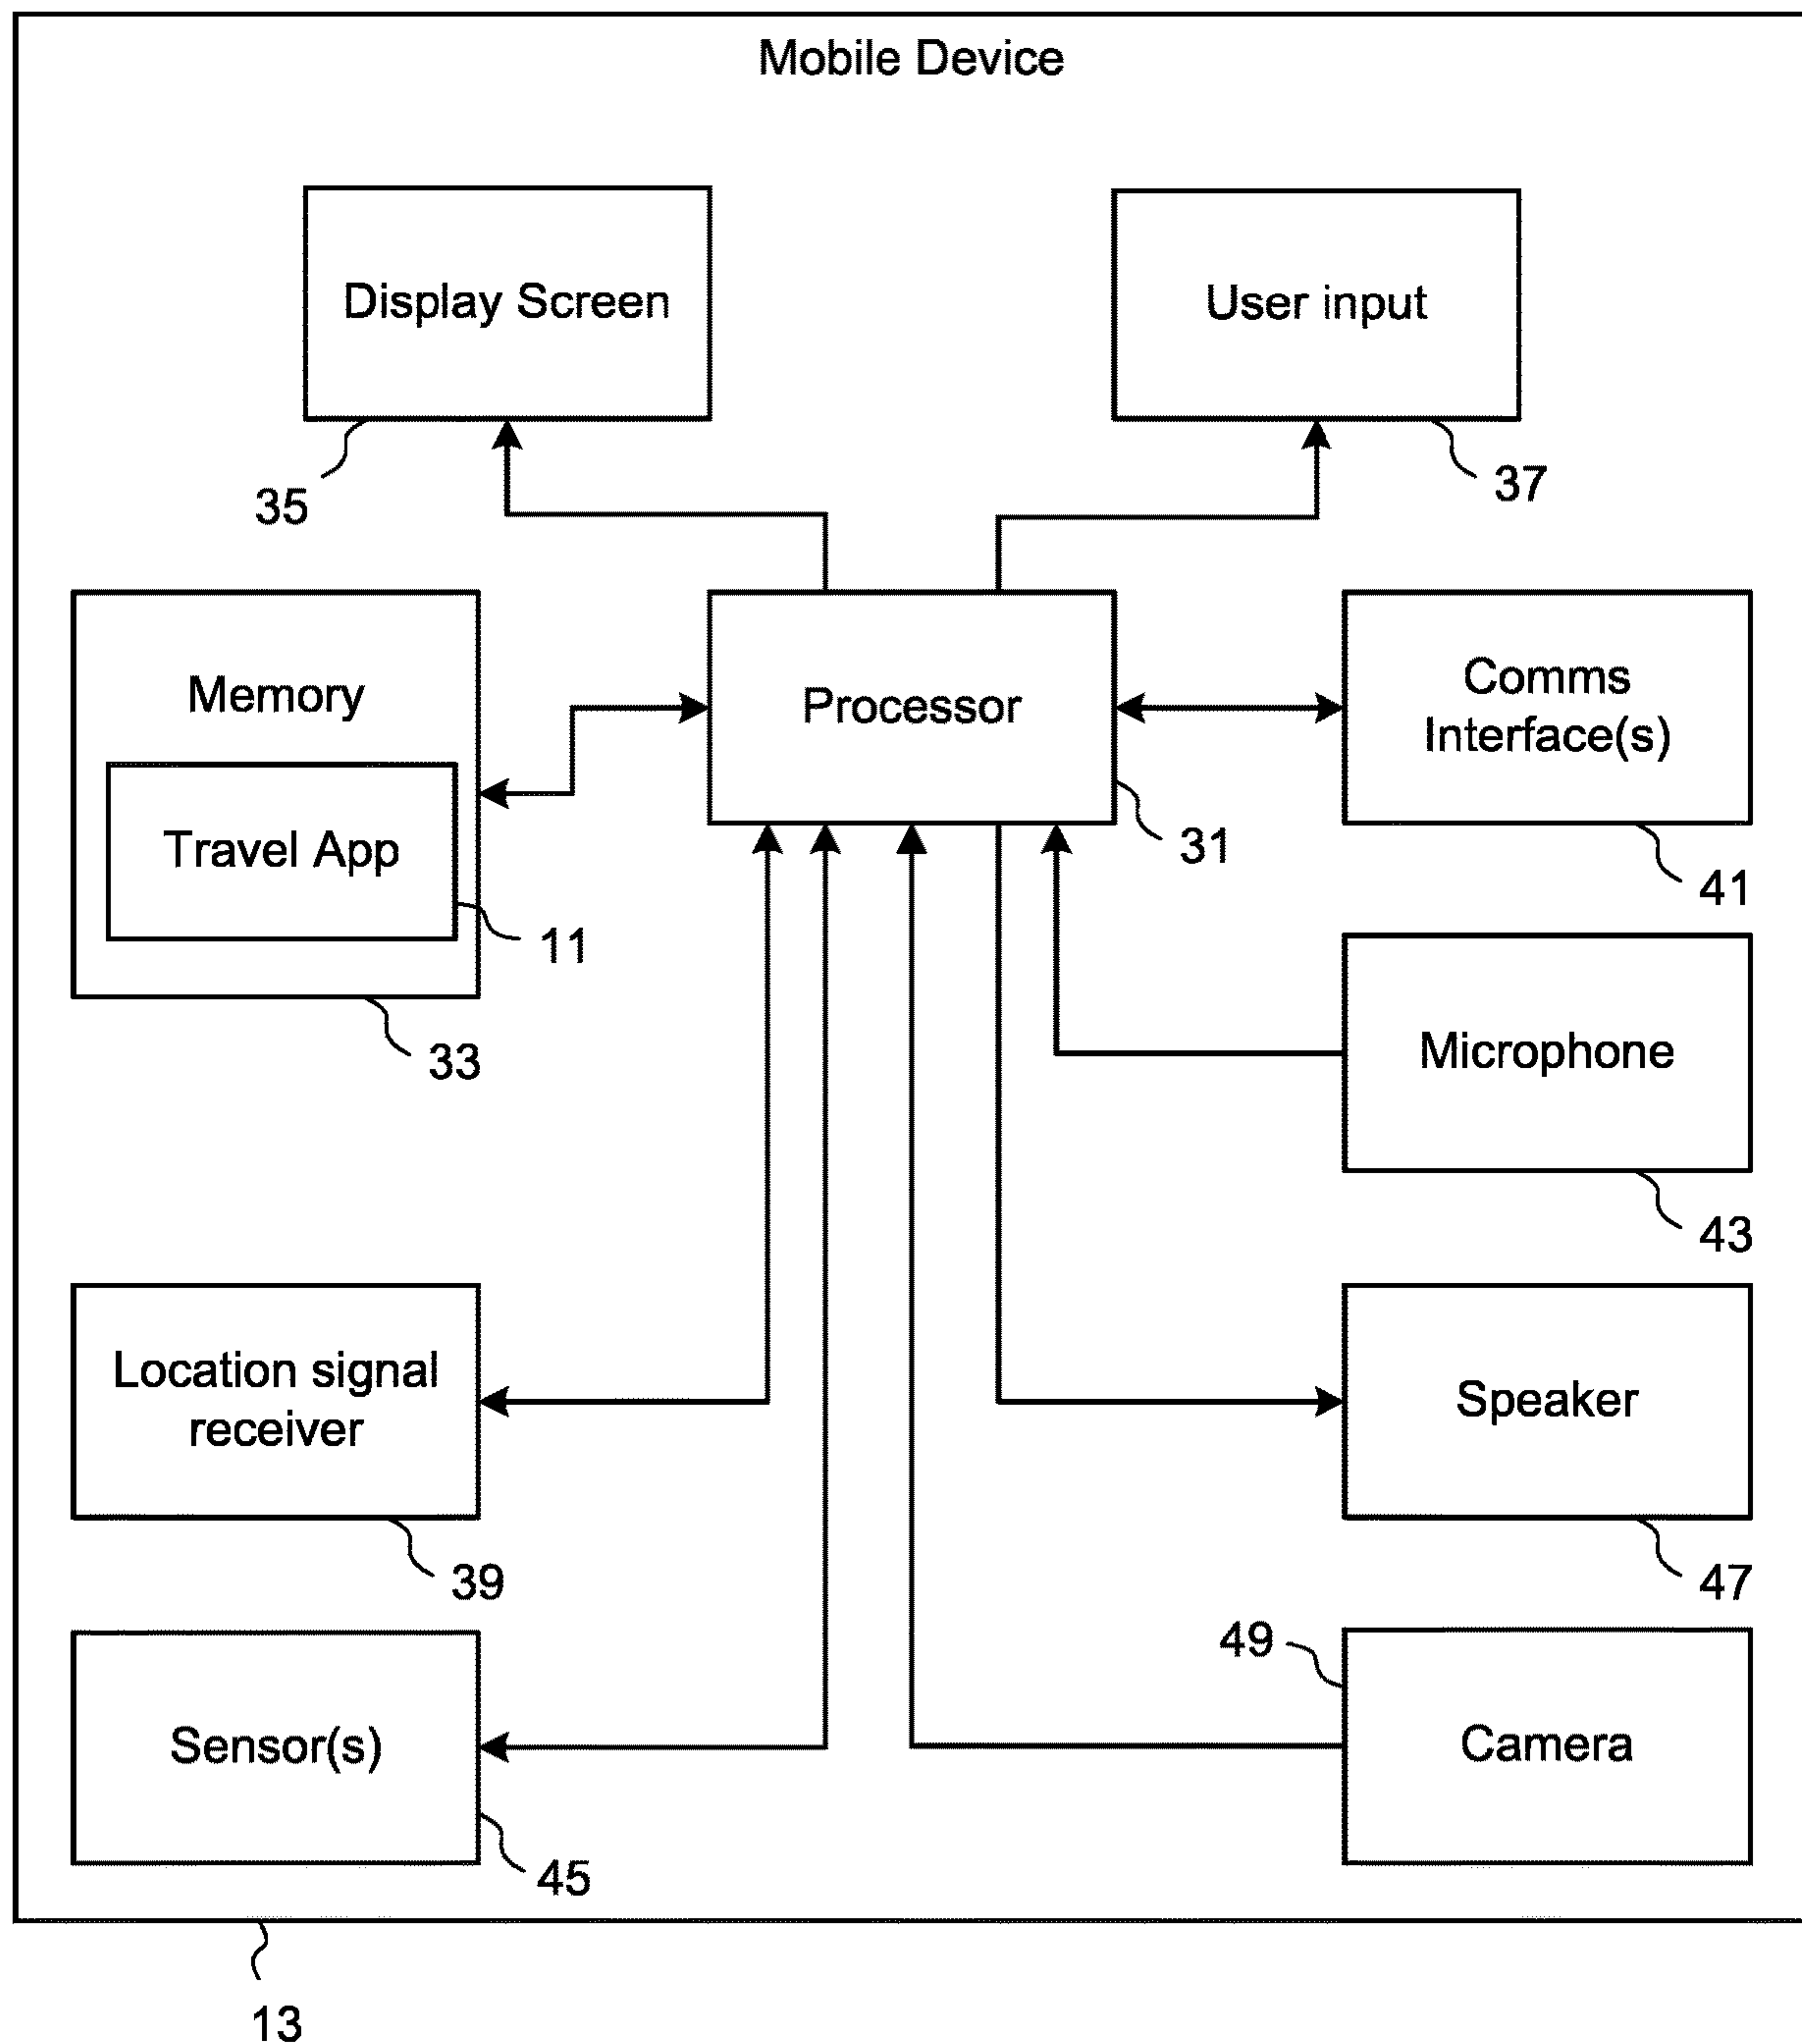 Mobile Device
Display Screen
User input
35
37
Memory
Processor
Comms
Interface(s)
Travel App
31
41
11
33
Microphone
43
Location signal
receiver
Speaker
39
47
49
Sensor(s)
Camera
45
13